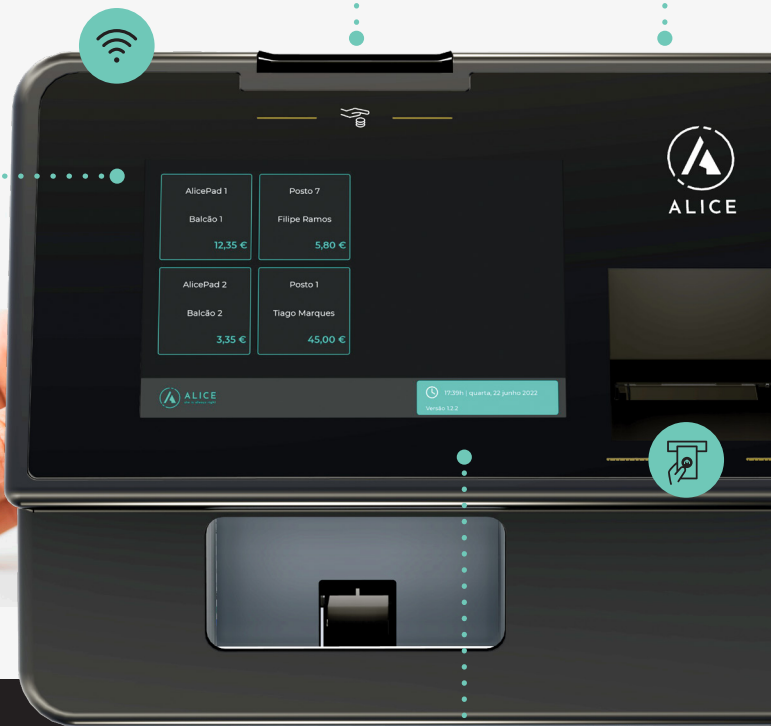 AlicePad 1
Balcão 1
12,35 €
Posto 7
Filipe Ramos
5,80 €
AlicePad 2
Balcão 2
3,35 €
Posto 1
Tiago Marques
45,00 €
ALICE
17:39h | quarta, 22 junho 2022
Versão 1.2.2
ALICE